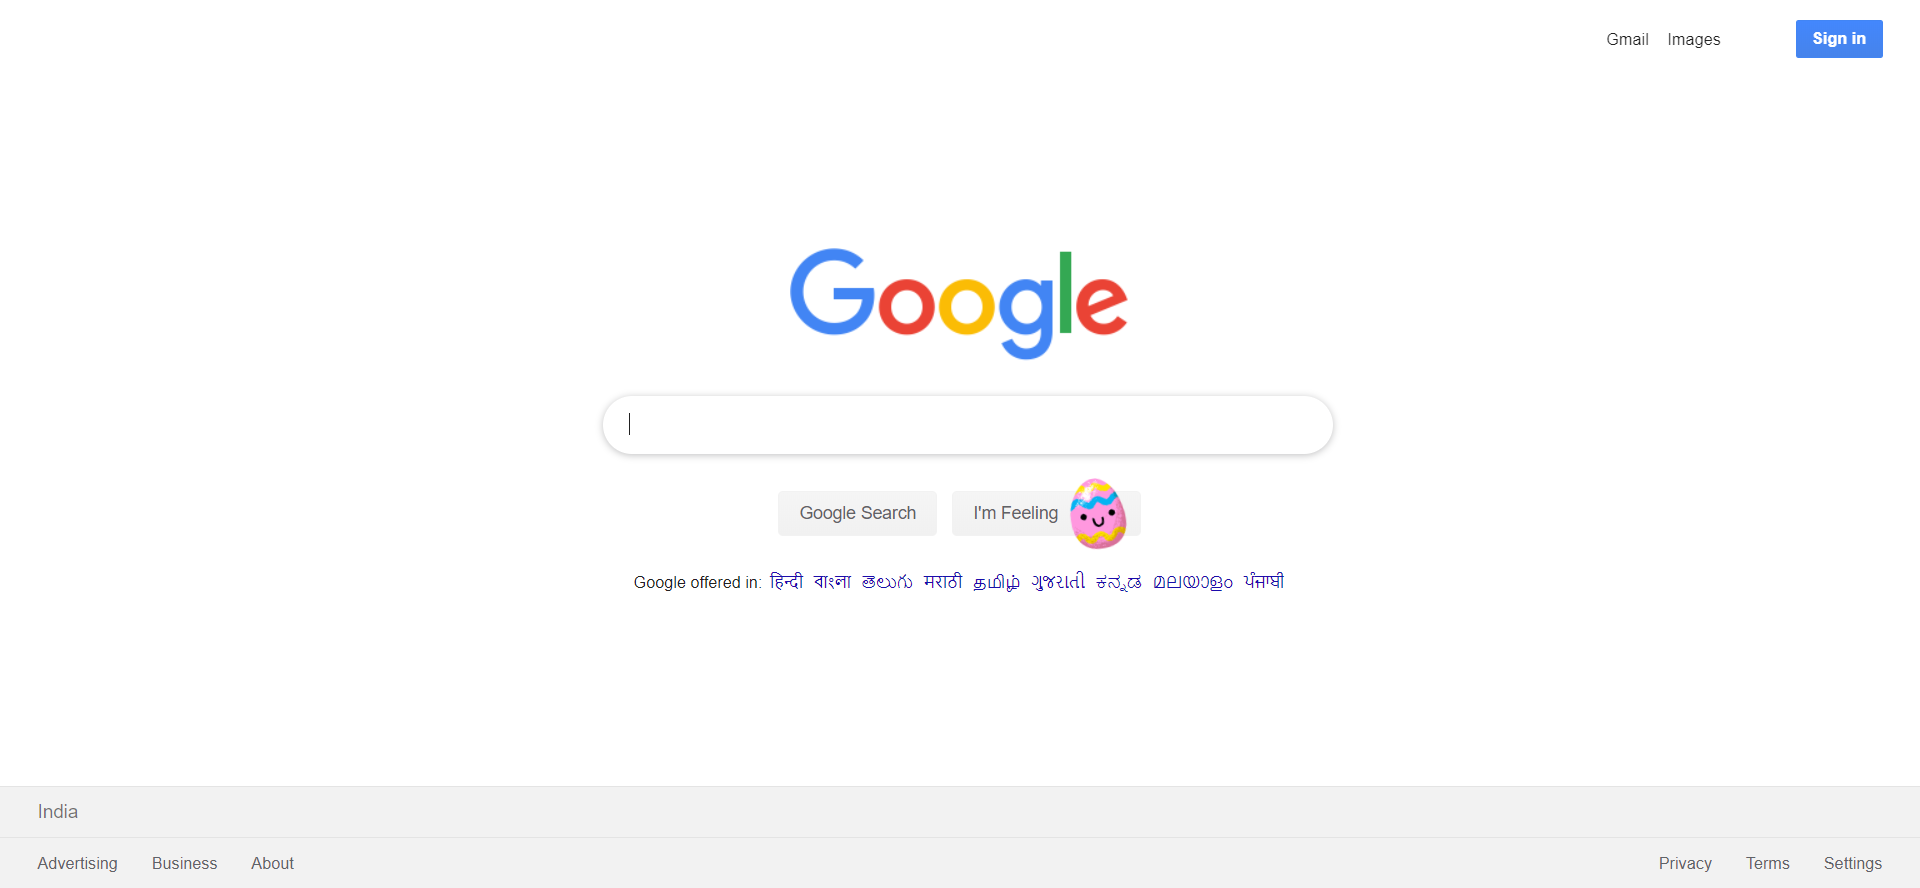 Gmail Images Sign in
Google
Google Search I'm Feeling
Google offered in: हिन्दी বাংলা తెలుగు मराठी தமிழ் ગુજરાતી ಕನ್ನಡ മലയാളം ਪੰਜਾਬੀ
India
Advertising Business About Privacy Terms Settings